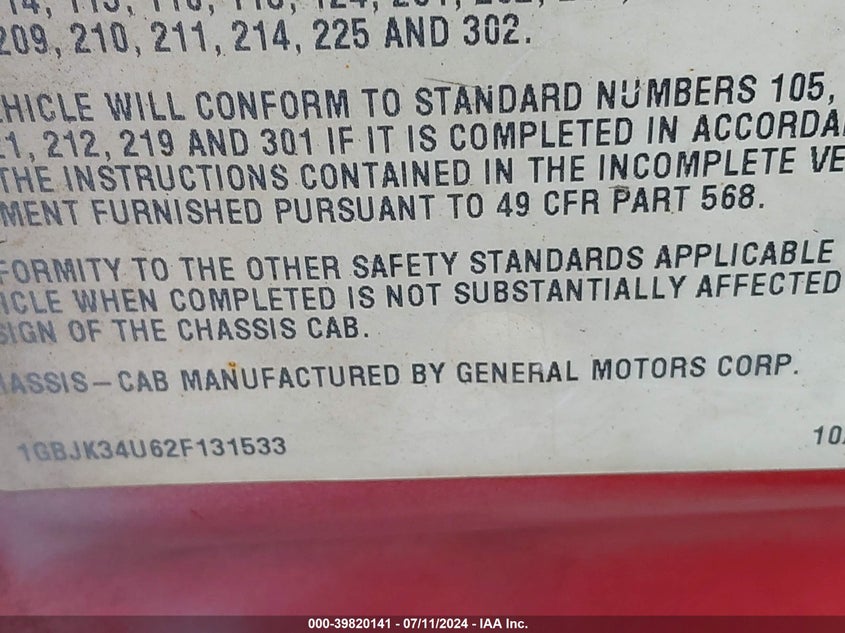 209, 210, 211, 214, 225 AND 302.
EHICLE WILL CONFORM TO STANDARD NUMBERS 105,
1, 212, 219 AND 301 IF IT IS COMPLETED IN ACCORDA
THE INSTRUCTIONS CONTAINED IN THE INCOMPLETE VE
MENT FURNISHED PURSUANT TO 49 CFR PART 568.
FORMITY TO THE OTHER SAFETY STANDARDS APPLICABLE
ICLE WHEN COMPLETED IS NOT SUBSTANTIALLY AFFECTED
SIGN OF THE CHASSIS CAB.
HASSIS-CAB MANUFACTURED BY GENERAL MOTORS CORP.
1GBJK34U62F131533 10
000-39820141 - 07/11/2024 - IAA Inc.